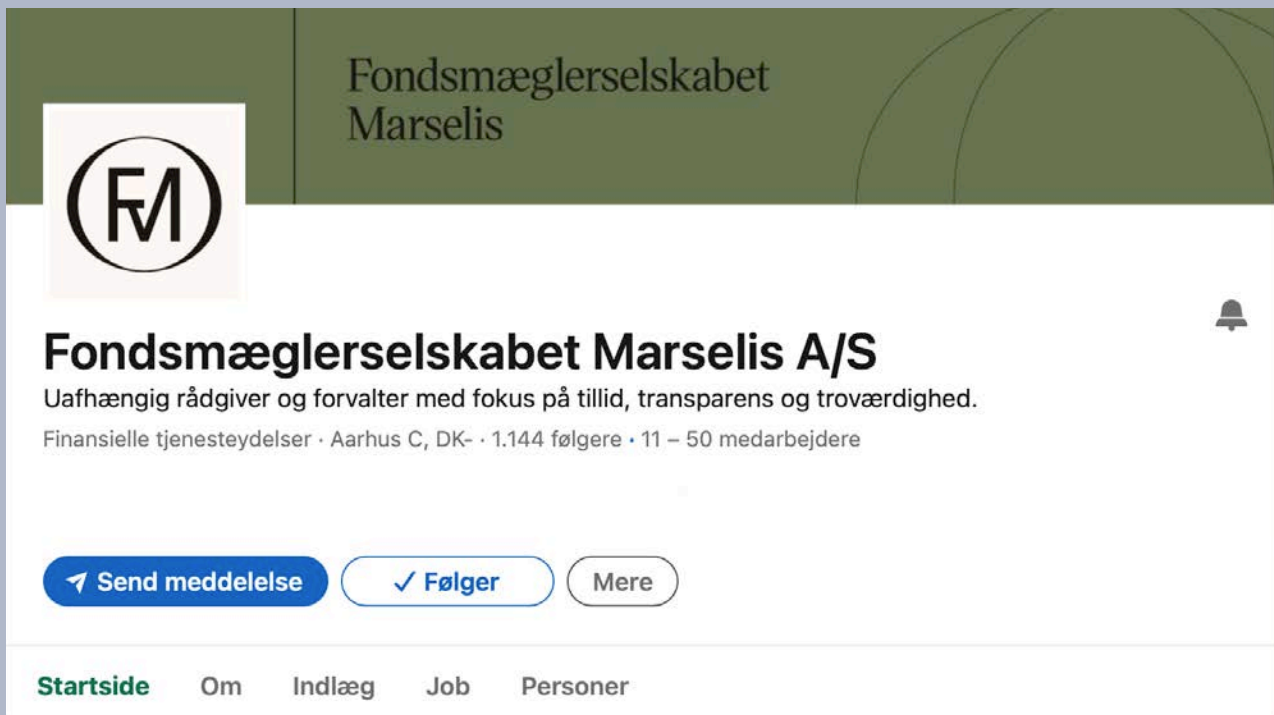 Fondsmæglerselskabet
Marselis
FM
Fondsmæglerselskabet Marselis A/S
Uafhængig rådgiver og forvalter med fokus på tillid, transparens og troværdighed.
Finansielle tjenesteydelser · Aarhus C, DK- · 1.144 følgere • 11 – 50 medarbejdere
Send meddelelse Følger Mere
Startside Om Indlæg Job Personer